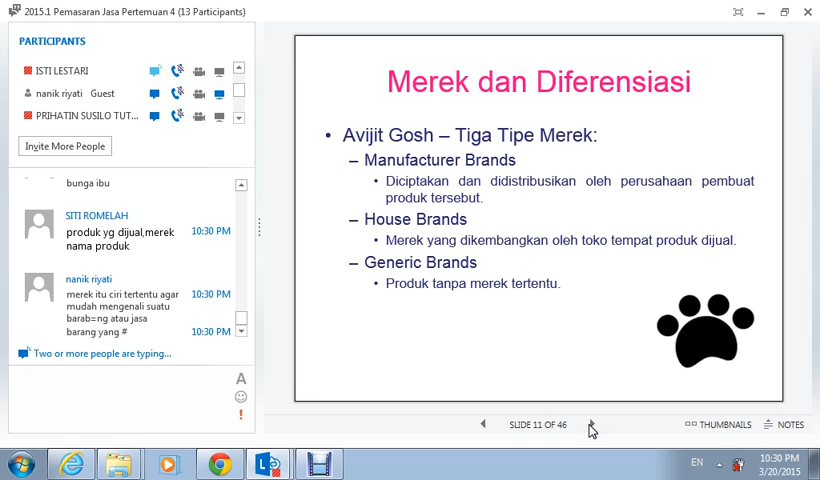 2015.1 Pemasaran Jasa Pertemuan 4 (13 Participants)
PARTICIPANTS
ISTI LESTARI
nanik riyati Guest
PRIHATIN SUSILO TUT...
Invite More People
bunga ibu
SITI ROMELAH
produk yg dijual,merek
nama produk
10:30 PM
nanik riyati
merek itu ciri tertentu agar
mudah mengenali suatu
barab=ng atau jasa
10:30 PM
barang yang #
10:30 PM
Two or more people are typing...
A
Merek dan Diferensiasi
• Avijit Gosh – Tiga Tipe Merek:
– Manufacturer Brands
• Diciptakan dan didistribusikan oleh perusahaan pembuat
produk tersebut.
– House Brands
• Merek yang dikembangkan oleh toko tempat produk dijual.
– Generic Brands
• Produk tanpa merek tertentu.
SLIDE 11 OF 46
THUMBNAILS
NOTES
EN
10:30 PM
3/20/2015